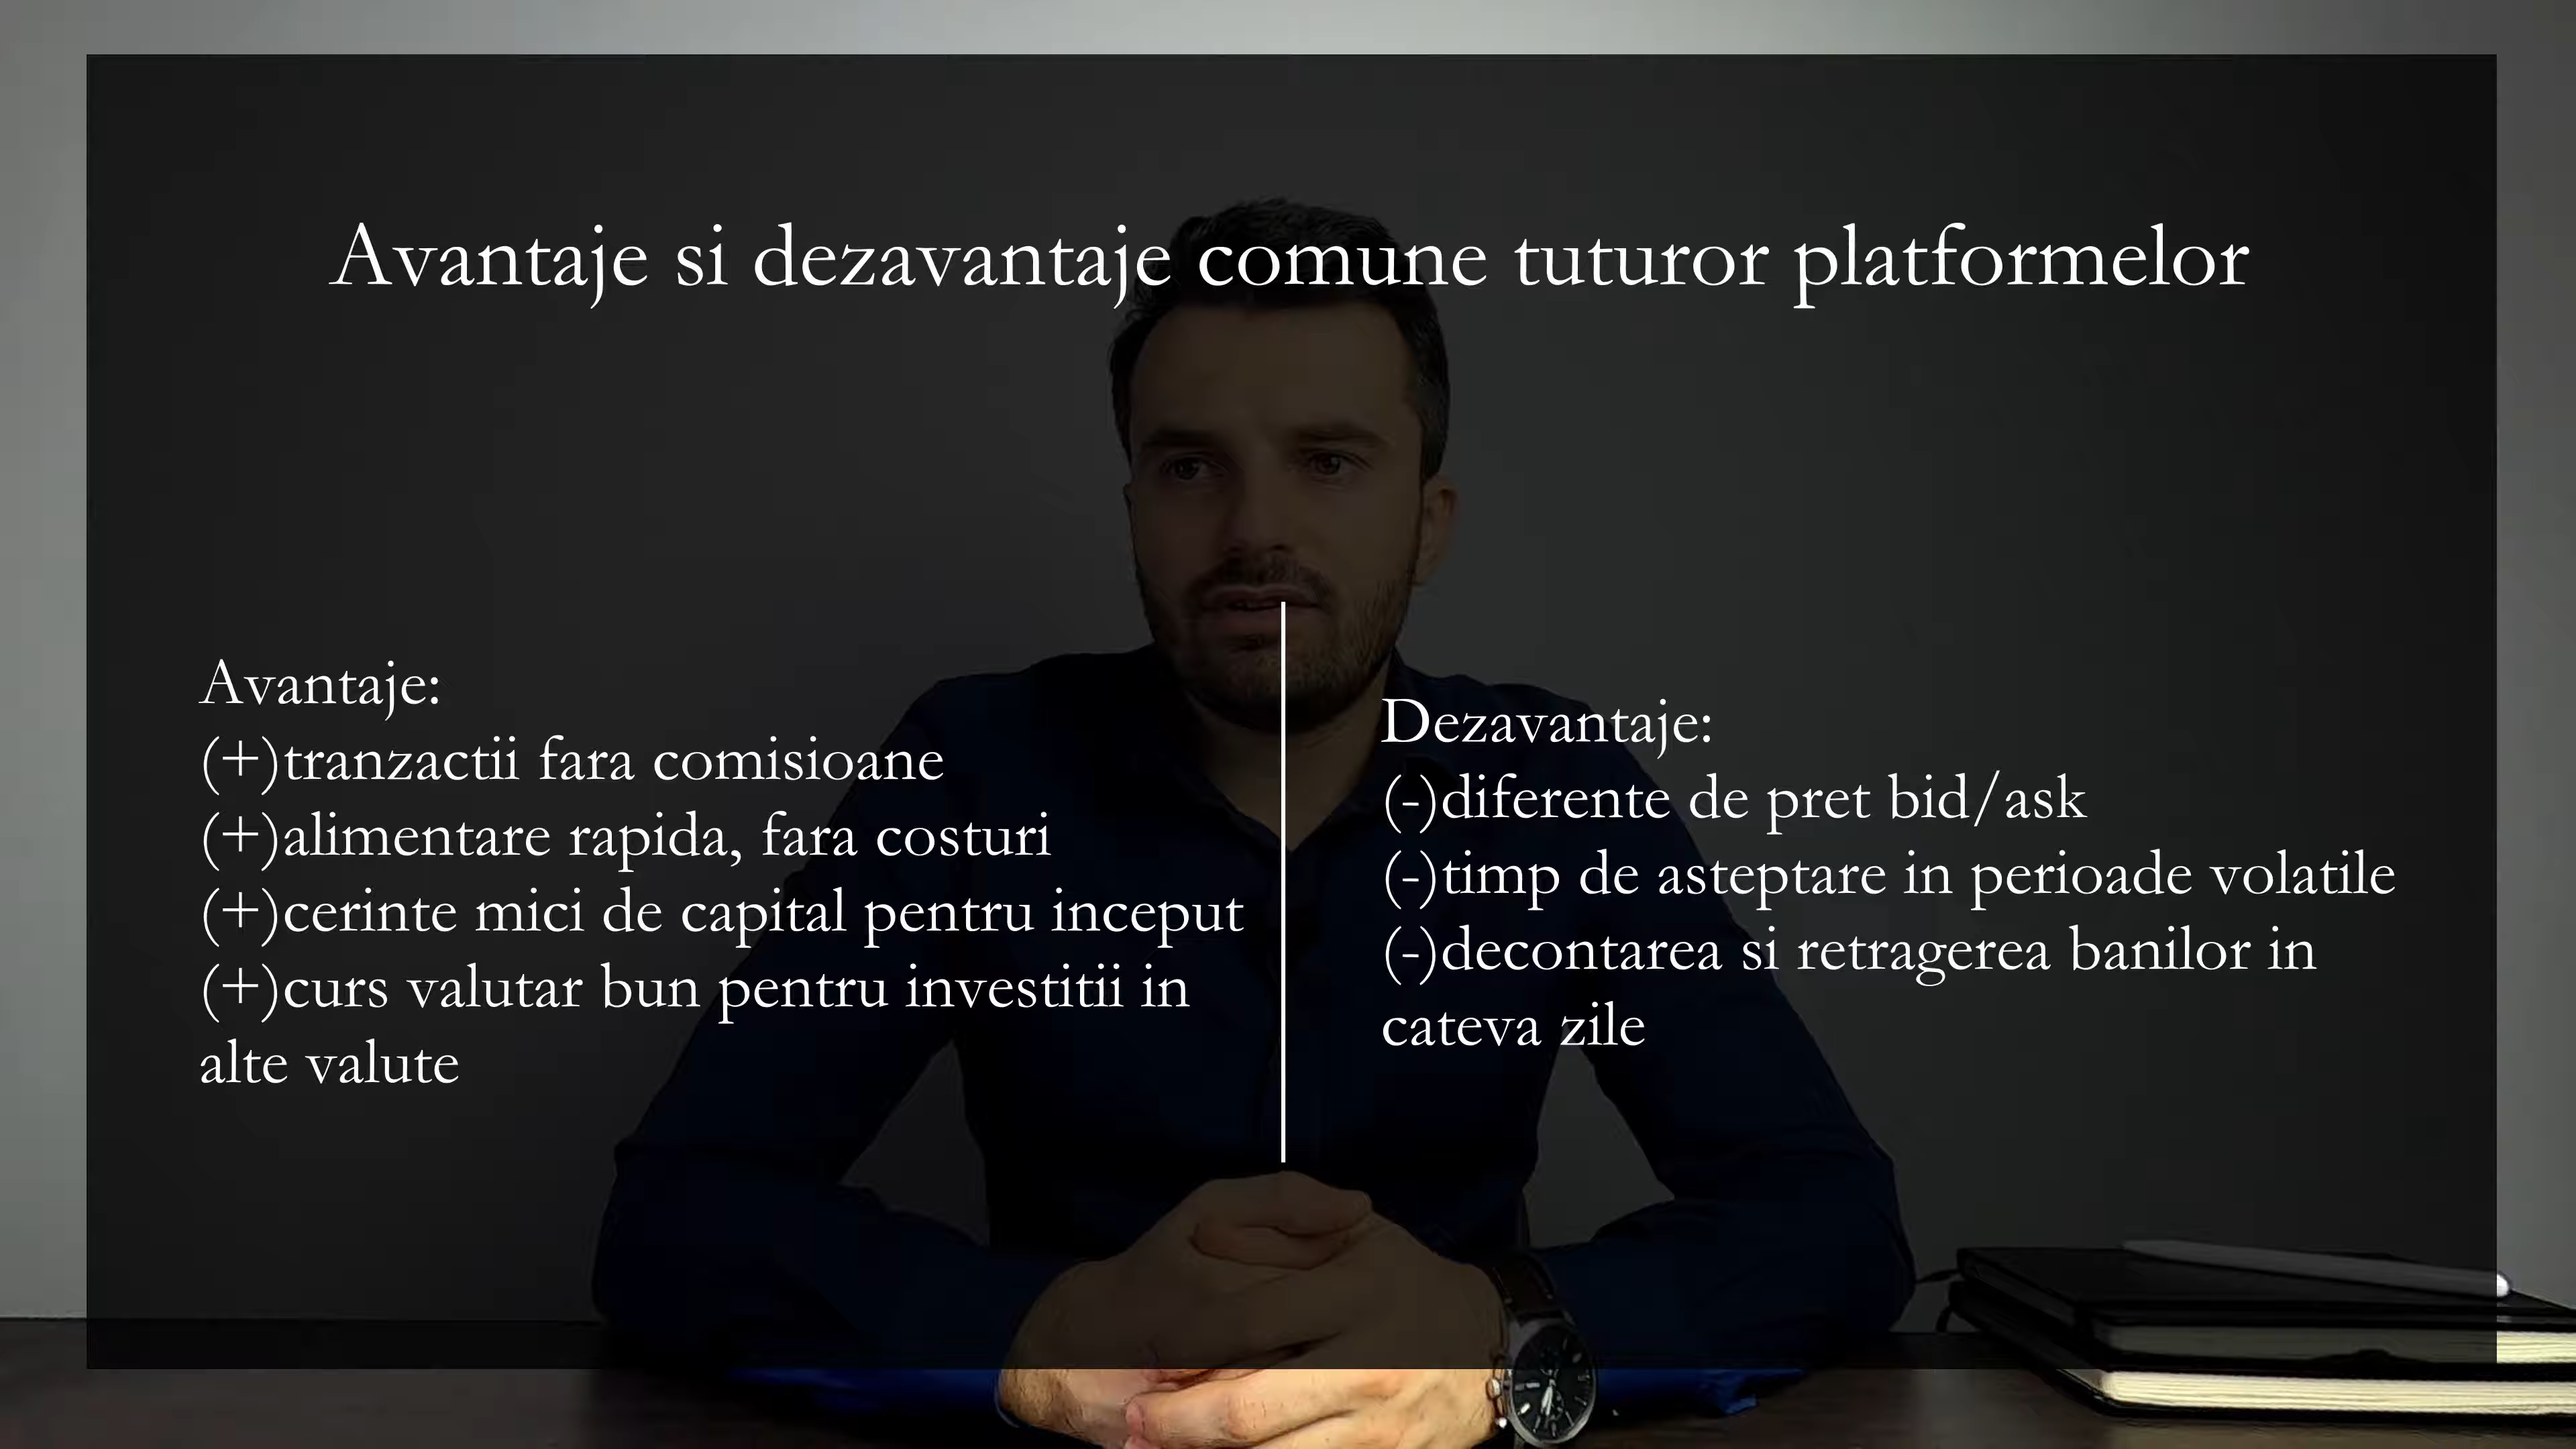 Avantaje si dezavantaje comune tuturor platformelor
Avantaje:
(+)tranzactii fara comisioane
(+)alimentare rapida, fara costuri
(+)cerinte mici de capital pentru inceput
(+)curs valutar bun pentru investitii in
alte valute
Dezavantaje:
(-)diferente de pret bid/ask
(-)timp de asteptare in perioade volatile
(-)decontarea si retragerea banilor in
cateva zile